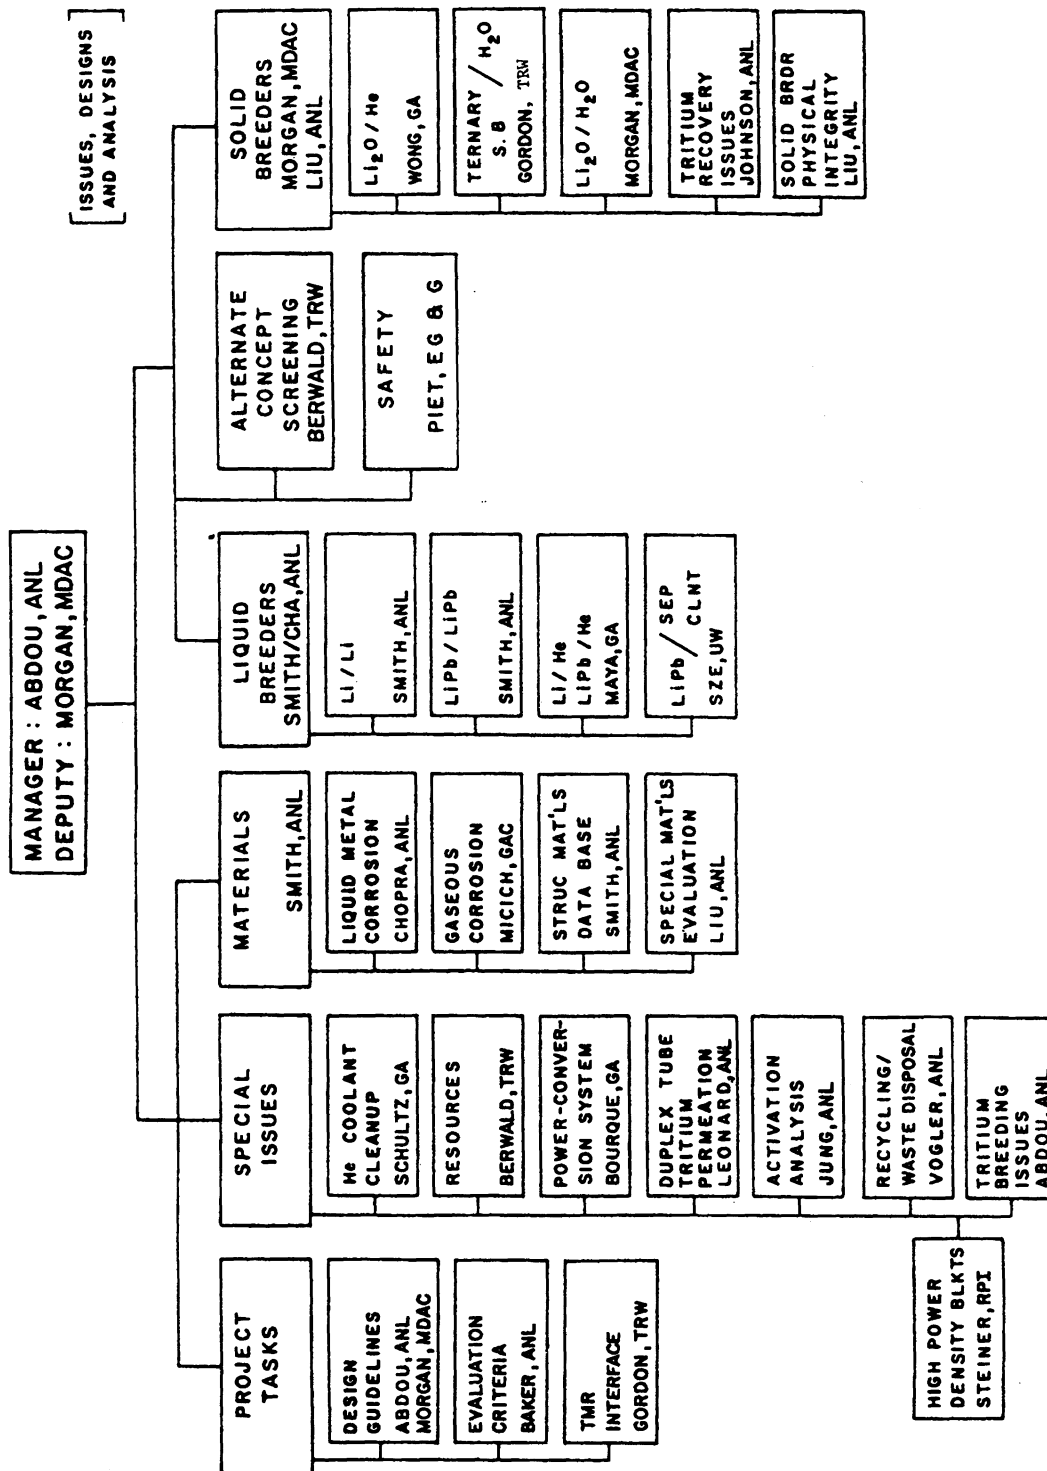 [ISSUES, DESIGNS
AND ANALYSIS]
MANAGER : ABDOU, ANL
DEPUTY : MORGAN, MDAC
PROJECT
TASKS
DESIGN
GUIDELINES
ABDOU, ANL
MORGAN, MDAC
EVALUATION
CRITERIA
BAKER, ANL
TMR
INTERFACE
GORDON, TRW
SPECIAL
ISSUES
He COOLANT
CLEANUP
SCHULTZ, GA
RESOURCES
BERWALD, TRW
POWER-CONVER-
SION SYSTEM
BOURQUE, GA
DUPLEX TUBE
TRITIUM
PERMEATION
LEONARD, ANL
ACTIVATION
ANALYSIS
JUNG, ANL
RECYCLING/
WASTE DISPOSAL
VOGLER, ANL
TRITIUM
BREEDING
ISSUES
ABDOU, ANL
HIGH POWER
DENSITY BLKTS
STEINER, RPI
MATERIALS
SMITH, ANL
LIQUID METAL
CORROSION
CHOPRA, ANL
GASEOUS
CORROSION
MICICH, GAC
STRUC MAT'LS
DATA BASE
SMITH, ANL
SPECIAL MAT'LS
EVALUATION
LIU, ANL
LIQUID
BREEDERS
SMITH/CHA, ANL
Li/Li
SMITH, ANL
LiPb/LiPb
SMITH, ANL
Li/He
LiPb/He
MAYA, GA
LiPb/SEP
CLNT
SZE, UW
ALTERNATE
CONCEPT
SCREENING
BERWALD, TRW
SAFETY
PIET, EG & G
SOLID
BREEDERS
MORGAN, MDAC
LIU, ANL
Li₂O/He
WONG, GA
TERNARY / H₂O
S. B
GORDON, TRW
Li₂O/H₂O
MORGAN, MDAC
TRITIUM
RECOVERY
ISSUES
JOHNSON, ANL
SOLID BRDR
PHYSICAL
INTEGRITY
LIU, ANL